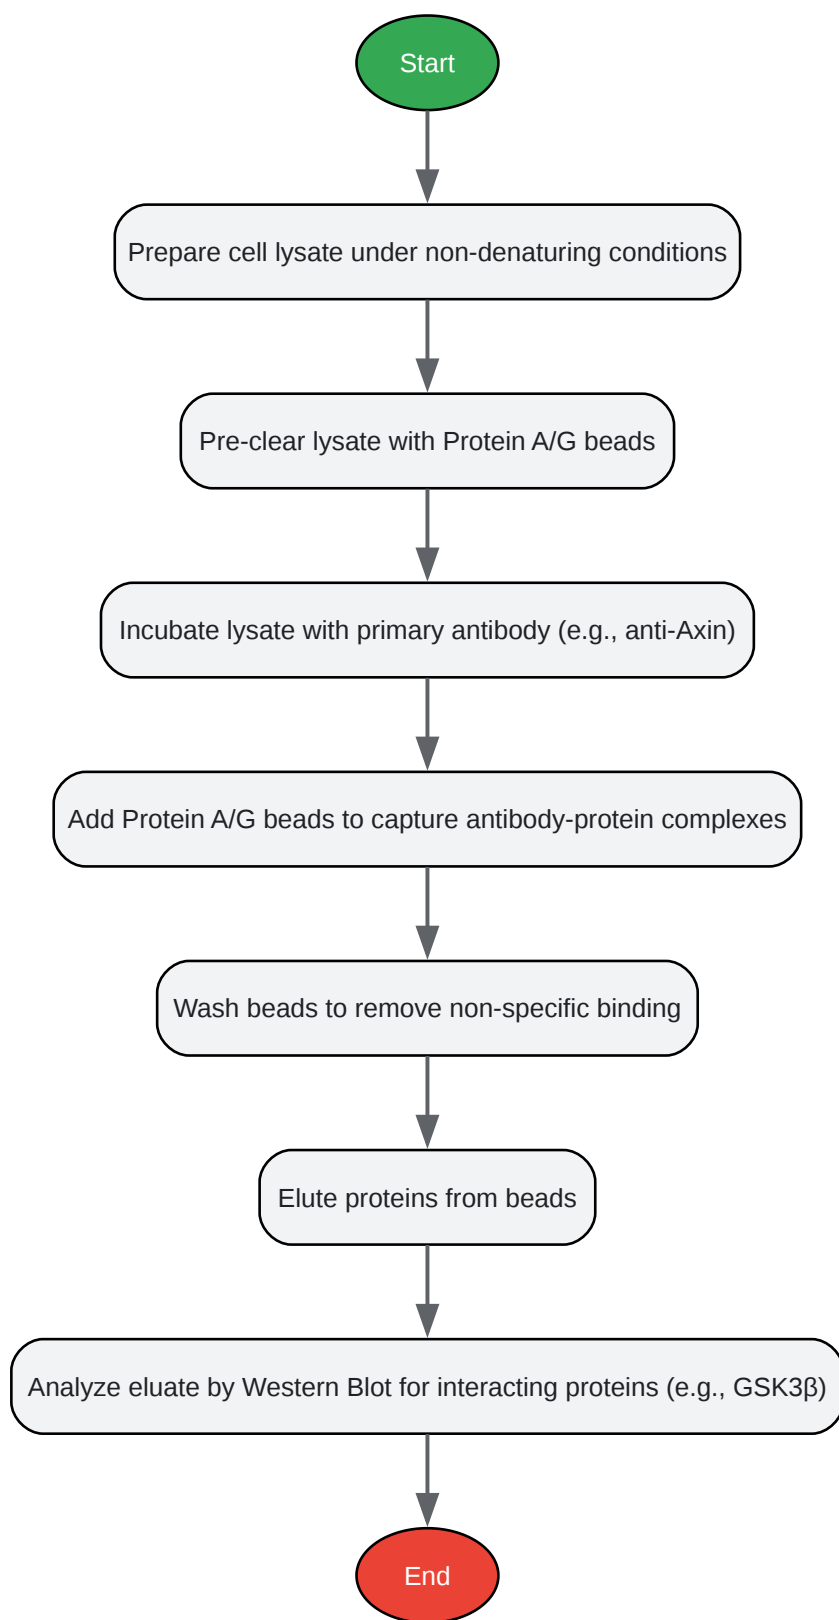 Start
Prepare cell lysate under non-denaturing conditions
Pre-clear lysate with Protein A/G beads
Incubate lysate with primary antibody (e.g., anti-Axin)
Add Protein A/G beads to capture antibody-protein complexes
Wash beads to remove non-specific binding
Elute proteins from beads
Analyze eluate by Western Blot for interacting proteins (e.g., GSK3β)
End